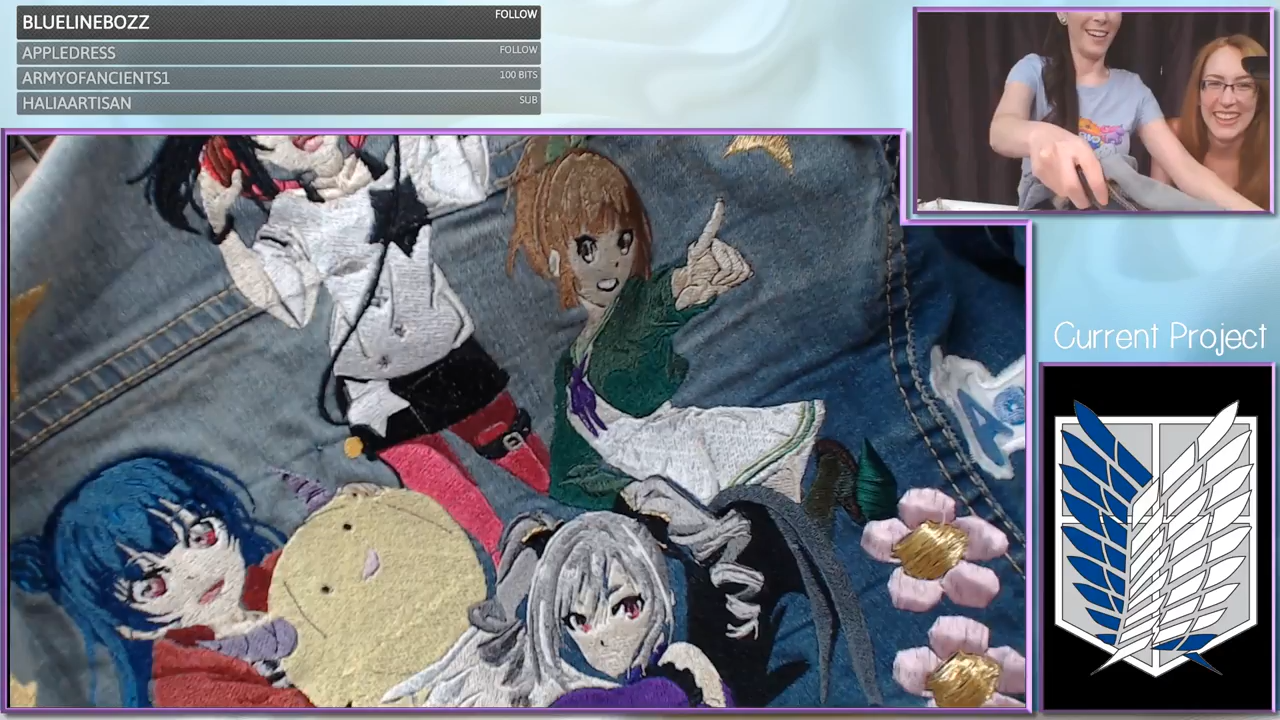 BLUELINEBOZZ FOLLOW
APPLEDRESS FOLLOW
ARMYOFANCIENTS1 100 BITS
HALIAARTISAN SUB
Current Project